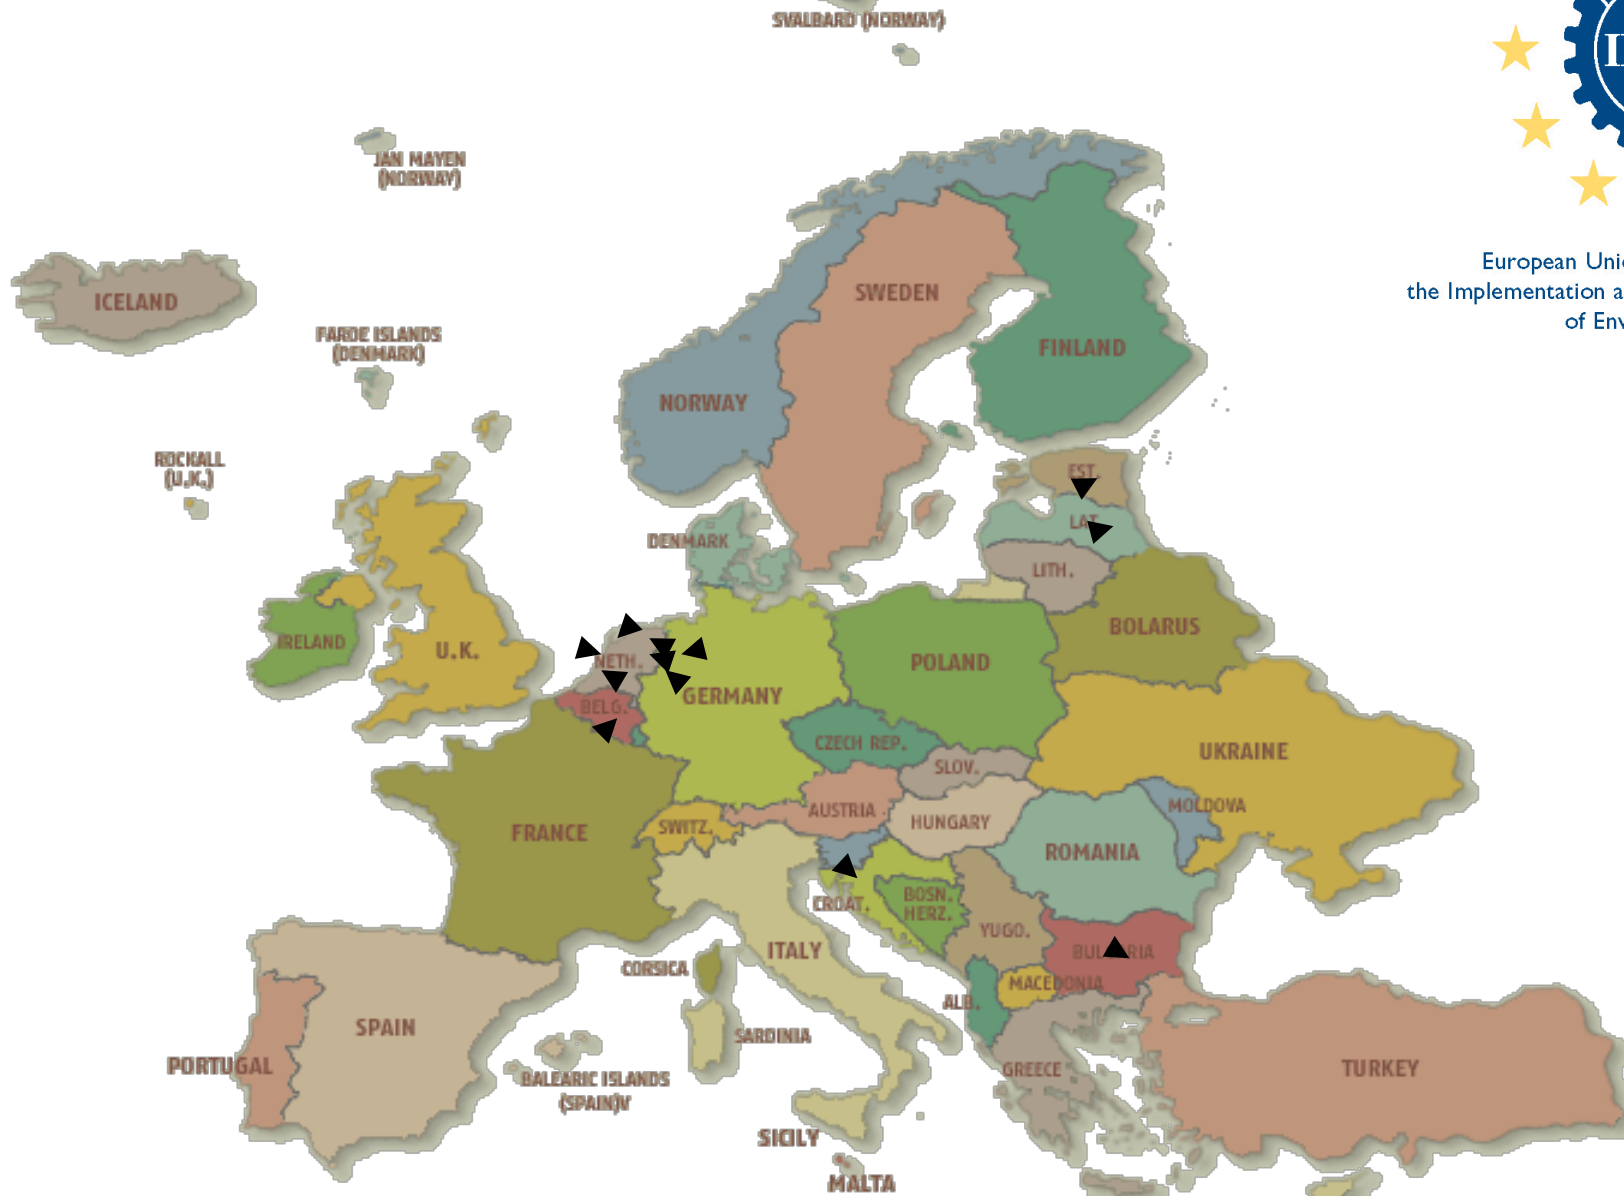 SVALBARD (NORWAY)
JAN MAYEN
(NORWAY)
European Uni
the Implementation a
of Env
ICELAND
SWEDEN
FAROE ISLANDS
(DENMARK)
FINLAND
NORWAY
ROCKALL
(U.K.)
EST.
LAT
DENMARK
LITH.
BOLARUS
IRELAND
U.K.
NETH.
POLAND
GERMANY
BELG.
CZECH REP.
UKRAINE
SLOV.
AUSTRIA
MOLDOVA
SWITZ.
HUNGARY
FRANCE
ROMANIA
CROAT.
BOSN.
HERZ.
YUGO.
ITALY
CORSICA
MACEDONIA
ALB.
SPAIN
SARDINIA
PORTUGAL
GREECE
TURKEY
BALEARIC ISLANDS
(SPAIN)V
SICILY
MALTA